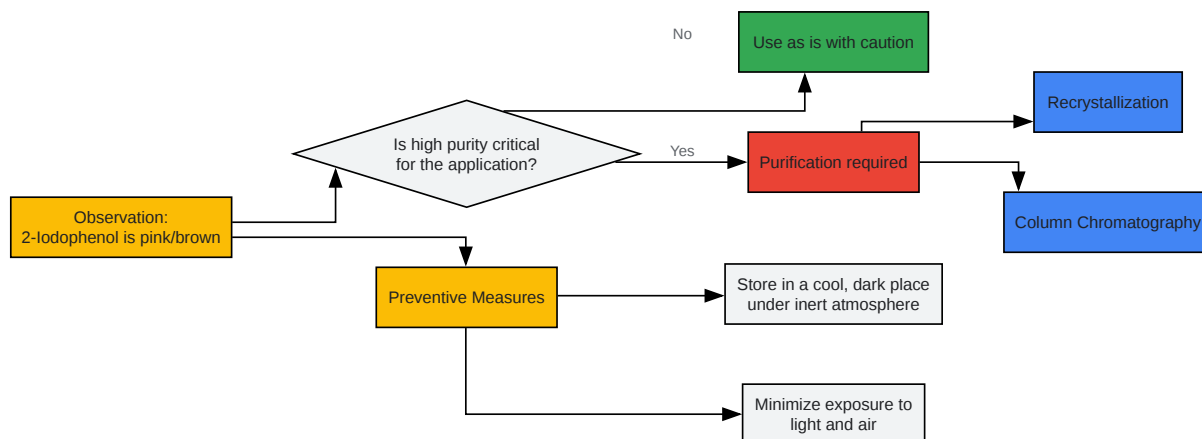 No
Use as is with caution
Recrystallization
Is high purity critical
for the application?
Yes
Purification required
Observation:
2-Iodophenol is pink/brown
Column Chromatography
Preventive Measures
Store in a cool, dark place
under inert atmosphere
Minimize exposure to
light and air